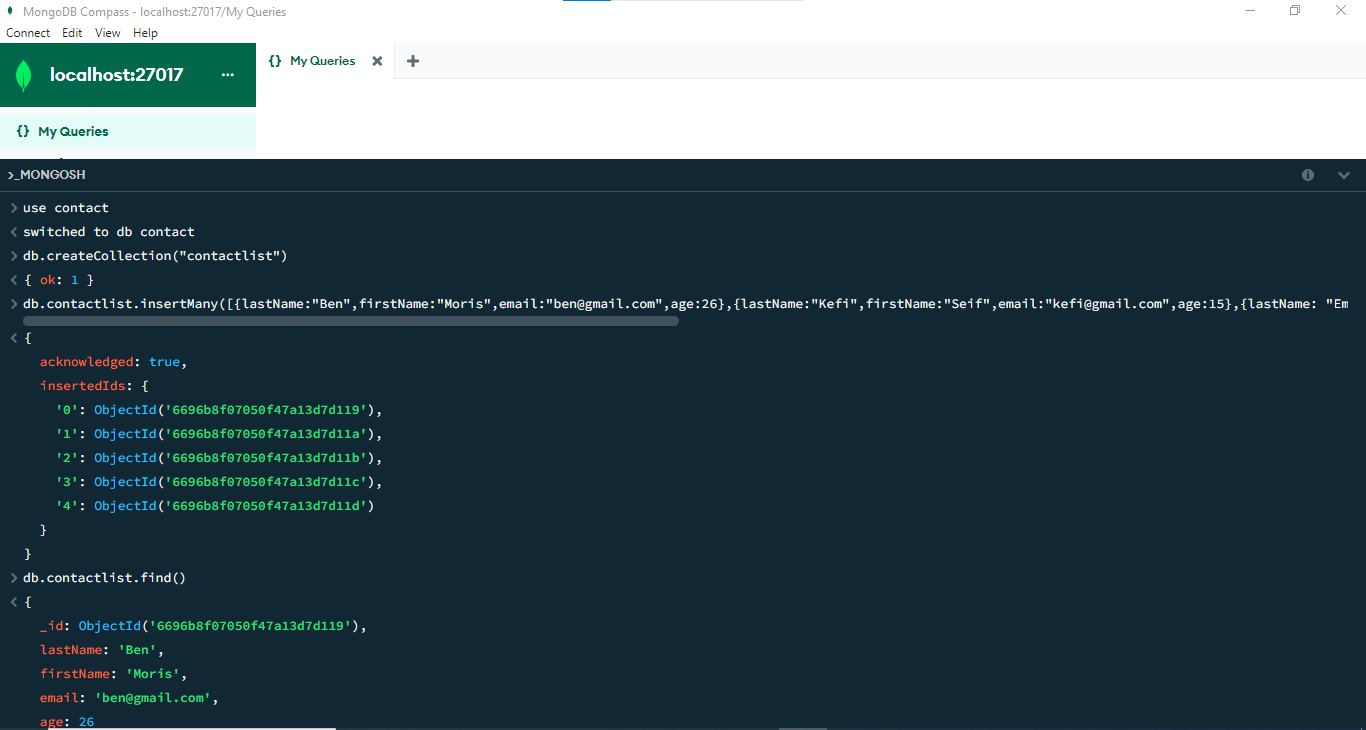 MongoDB Compass - localhost:27017/My Queries
Connect Edit View Help
localhost:27017 ...
{} My Queries
{} My Queries
>_MONGOSH
> use contact
< switched to db contact
> db.createCollection("contactlist")
< { ok: 1 }
> db.contactlist.insertMany([{lastName:"Ben",firstName:"Moris",email:"ben@gmail.com",age:26},{lastName:"Kefi",firstName:"Seif",email:"kefi@gmail.com",age:15},{lastName: "Em
< {
acknowledged: true,
insertedIds: {
'0': ObjectId('6696b8f07050f47a13d7d119'),
'1': ObjectId('6696b8f07050f47a13d7d11a'),
'2': ObjectId('6696b8f07050f47a13d7d11b'),
'3': ObjectId('6696b8f07050f47a13d7d11c'),
'4': ObjectId('6696b8f07050f47a13d7d11d')
}
}
> db.contactlist.find()
< {
_id: ObjectId('6696b8f07050f47a13d7d119'),
lastName: 'Ben',
firstName: 'Moris',
email: 'ben@gmail.com',
age: 26